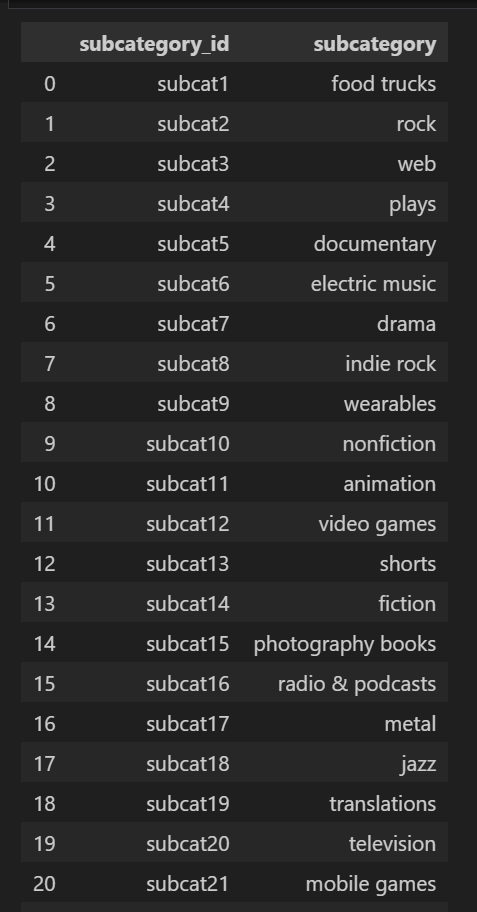 subcategory_id subcategory
0 subcat1 food trucks
1 subcat2 rock
2 subcat3 web
3 subcat4 plays
4 subcat5 documentary
5 subcat6 electric music
6 subcat7 drama
7 subcat8 indie rock
8 subcat9 wearables
9 subcat10 nonfiction
10 subcat11 animation
11 subcat12 video games
12 subcat13 shorts
13 subcat14 fiction
14 subcat15 photography books
15 subcat16 radio & podcasts
16 subcat17 metal
17 subcat18 jazz
18 subcat19 translations
19 subcat20 television
20 subcat21 mobile games